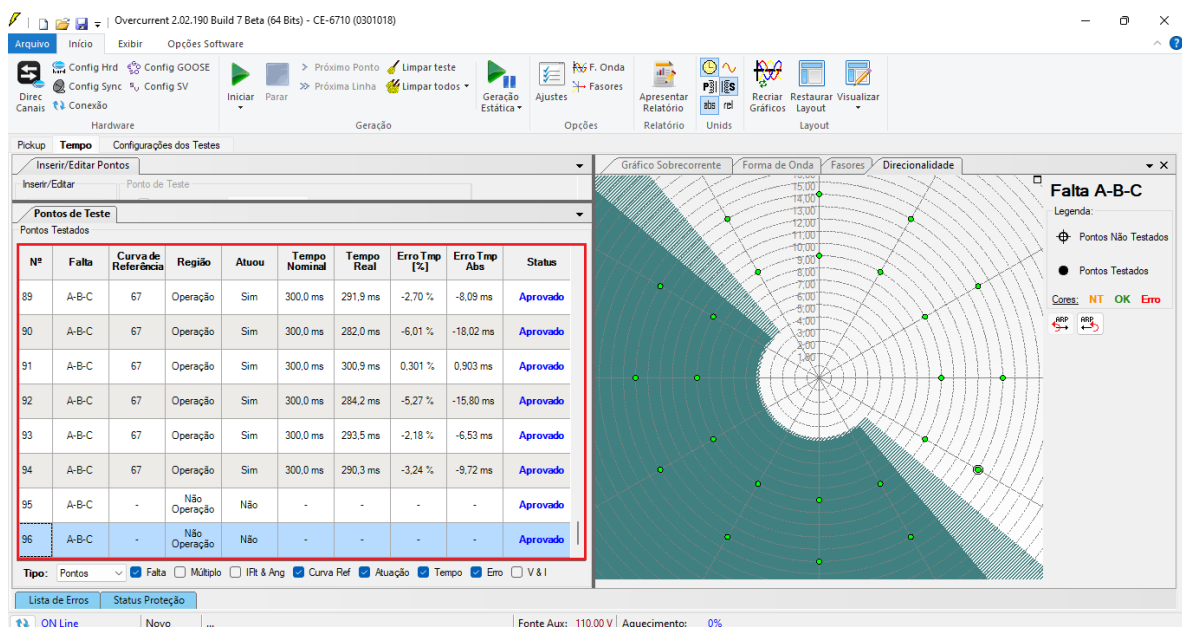 Overcurrent 2.02.190 Build 7 Beta (64 Bits) - CE-6710 (0301018)
Arquivo Início Exibir Opções Software
Direc Canais
Config Hrd Config GOOSE
Config Sync Config SV
Conexão
Hardware
Iniciar Parar
Próximo Ponto Limpar teste
Próxima Linha Limpar todos
Geração Estática
Geração
Ajustes
F. Onda
Fasores
Opções
Apresentar Relatório
Relatório
abs rel
Unids
Recriar Gráficos Restaurar Layout Visualizar
Layout
Pickup Tempo Configurações dos Testes
Inserir/Editar Pontos
Inserir/Editar Ponto de Teste
Pontos de Teste
Pontos Testados
Nº Falta Curva de Referência Região Atuou Tempo Nominal Tempo Real Erro Tmp [%] Erro Tmp Abs Status
89 A-B-C 67 Operação Sim 300,0 ms 291,9 ms -2,70 % -8,09 ms Aprovado
90 A-B-C 67 Operação Sim 300,0 ms 282,0 ms -6,01 % -18,02 ms Aprovado
91 A-B-C 67 Operação Sim 300,0 ms 300,9 ms 0,301 % 0,903 ms Aprovado
92 A-B-C 67 Operação Sim 300,0 ms 284,2 ms -5,27 % -15,80 ms Aprovado
93 A-B-C 67 Operação Sim 300,0 ms 293,5 ms -2,18 % -6,53 ms Aprovado
94 A-B-C 67 Operação Sim 300,0 ms 290,3 ms -3,24 % -9,72 ms Aprovado
95 A-B-C - Não Operação Não - - - - Aprovado
96 A-B-C - Não Operação Não - - - - Aprovado
Tipo: Pontos Falta Múltiplo IFlt & Ang Curva Ref Atuação Tempo Erro V & I
Lista de Erros Status Proteção
Gráfico Sobrecorrente Forma de Onda Fasores Direcionalidade
15,00
14,00
13,00
12,00
11,00
10,00
9,00
8,00
7,00
6,00
5,00
4,00
3,00
2,00
1,00
Falta A-B-C
Legenda:
Pontos Não Testados
Pontos Testados
Cores: NT OK Erro
ARP ARP
ON Line Novo ... Fonte Aux: 110.00 V Aquecimento: 0%